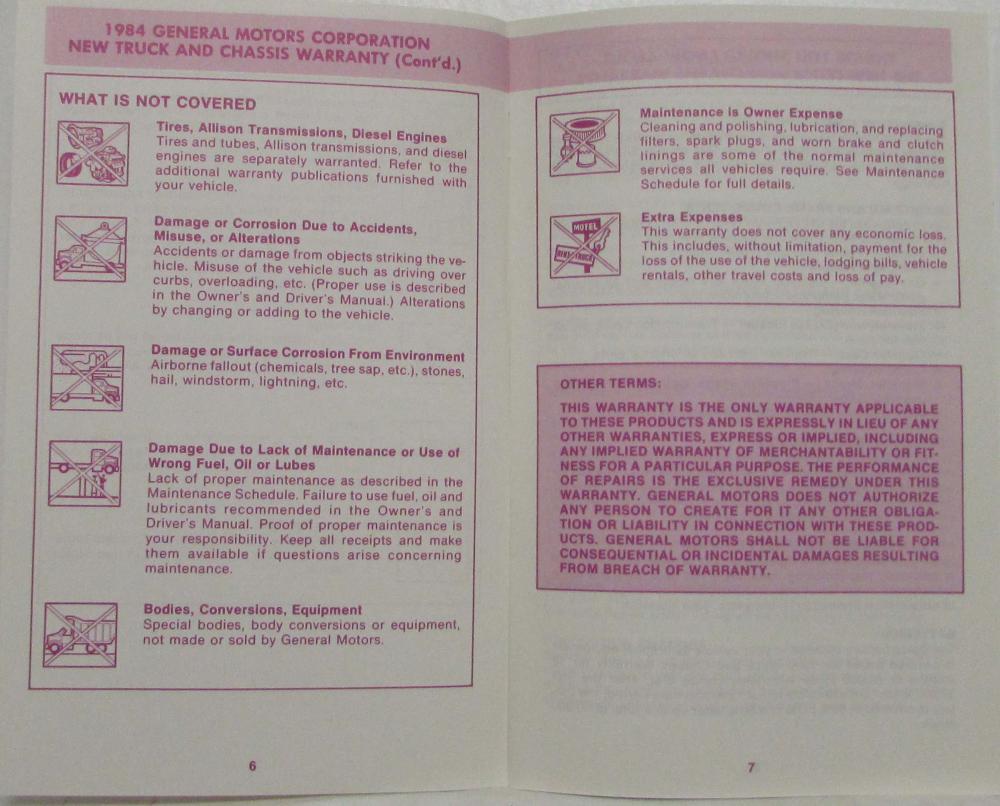 1984 GENERAL MOTORS CORPORATION
NEW TRUCK AND CHASSIS WARRANTY (Cont'd.)
WHAT IS NOT COVERED
Tires, Allison Transmissions, Diesel Engines
Tires and tubes, Allison transmissions, and diesel
engines are separately warranted. Refer to the
additional warranty publications furnished with
your vehicle.
Damage or Corrosion Due to Accidents,
Misuse, or Alterations
Accidents or damage from objects striking the ve-
hicle. Misuse of the vehicle such as driving over
curbs, overloading, etc. (Proper use is described
in the Owner's and Driver's Manual.) Alterations
by changing or adding to the vehicle.
Damage or Surface Corrosion From Environment
Airborne fallout (chemicals, tree sap, etc.), stones,
hail, windstorm, lightning, etc.
Damage Due to Lack of Maintenance or Use of
Wrong Fuel, Oil or Lubes
Lack of proper maintenance as described in the
Maintenance Schedule. Failure to use fuel, oil and
lubricants recommended in the Owner's and
Driver's Manual. Proof of proper maintenance is
your responsibility. Keep all receipts and make
them available if questions arise concerning
maintenance.
Bodies, Conversions, Equipment
Special bodies, body conversions or equipment,
not made or sold by General Motors.
6
Maintenance is Owner Expense
Cleaning and polishing, lubrication, and replacing
filters, spark plugs, and worn brake and clutch
linings are some of the normal maintenance
services all vehicles require. See Maintenance
Schedule for full details.
MOTEL
RENT-TRUCK
Extra Expenses
This warranty does not cover any economic loss.
This includes, without limitation, payment for the
loss of the use of the vehicle, lodging bills, vehicle
rentals, other travel costs and loss of pay.
OTHER TERMS:
THIS WARRANTY IS THE ONLY WARRANTY APPLICABLE
TO THESE PRODUCTS AND IS EXPRESSLY IN LIEU OF ANY
OTHER WARRANTIES, EXPRESS OR IMPLIED, INCLUDING
ANY IMPLIED WARRANTY OF MERCHANTABILITY OR FIT-
NESS FOR A PARTICULAR PURPOSE. THE PERFORMANCE
OF REPAIRS IS THE EXCLUSIVE REMEDY UNDER THIS
WARRANTY. GENERAL MOTORS DOES NOT AUTHORIZE
ANY PERSON TO CREATE FOR IT ANY OTHER OBLIGA-
TION OR LIABILITY IN CONNECTION WITH THESE PROD-
UCTS. GENERAL MOTORS SHALL NOT BE LIABLE FOR
CONSEQUENTIAL OR INCIDENTAL DAMAGES RESULTING
FROM BREACH OF WARRANTY.
7